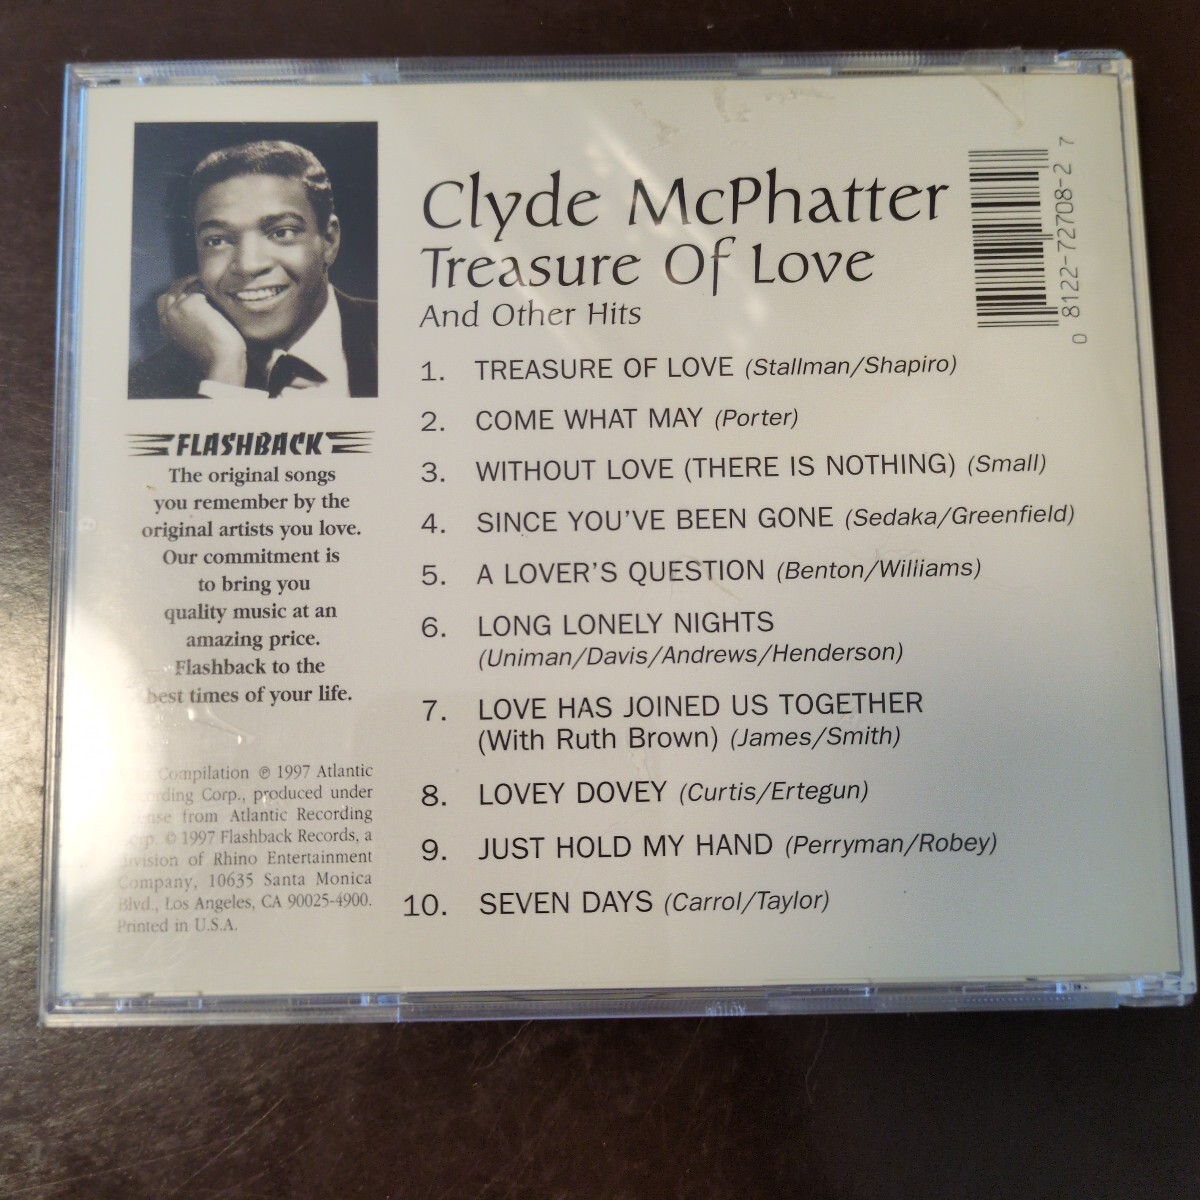 Clyde McPhatter
Treasure Of Love
And Other Hits
1. TREASURE OF LOVE (Stallman/Shapiro)
2. COME WHAT MAY (Porter)
3. WITHOUT LOVE (THERE IS NOTHING) (Small)
4. SINCE YOU'VE BEEN GONE (Sedaka/Greenfield)
5. A LOVER'S QUESTION (Benton/Williams)
6. LONG LONELY NIGHTS
(Uniman/Davis/Andrews/Henderson)
7. LOVE HAS JOINED US TOGETHER
(With Ruth Brown) (James/Smith)
8. LOVEY DOVEY (Curtis/Ertegun)
9. JUST HOLD MY HAND (Perryman/Robey)
10. SEVEN DAYS (Carrol/Taylor)
FLASHBACK
The original songs
you remember by the
original artists you love.
Our commitment is
to bring you
quality music at an
amazing price.
Flashback to the
best times of your life.
Compilation ℗ 1997 Atlantic
Corp., produced under
from Atlantic Recording
© 1997 Flashback Records, a
division of Rhino Entertainment
Company, 10635 Santa Monica
Blvd., Los Angeles, CA 90025-4900.
Printed in U.S.A.
0 8122-72708-2 7